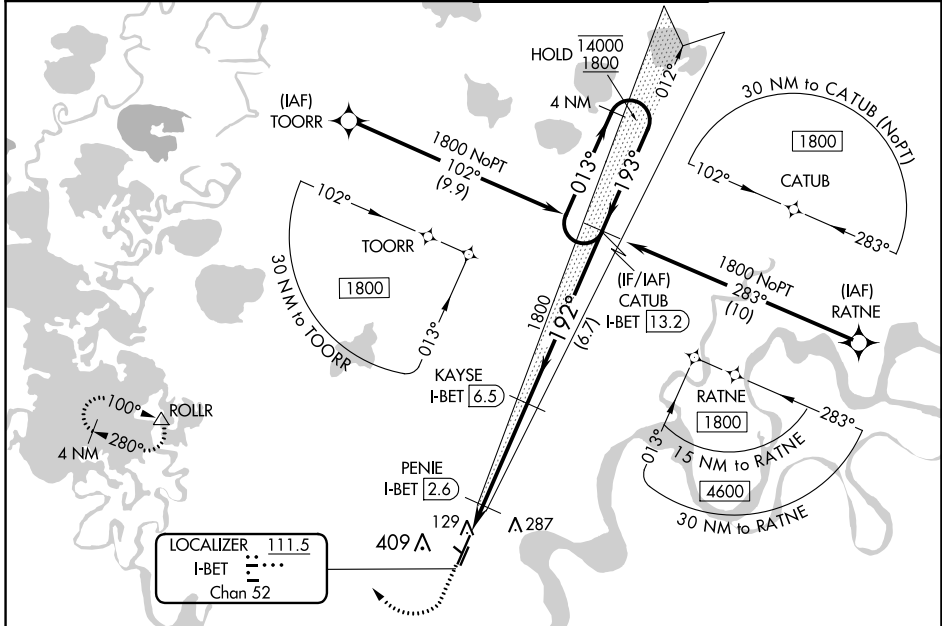 HOLD 14000
1800
4 NM
012°
013°
193°
(IAF)
TOORR
1800 NoPT
102°
(9.9)
30 NM to CATUB (NoPT)
1800
CATUB
102°
283°
102°
TOORR
1800
013°
30 NM to TOORR
(IF/IAF)
CATUB
I-BET 13.2
1800 NoPT
283°
(10)
(IAF)
RATNE
1800
192°
(6.7)
KAYSE
I-BET 6.5
RATNE
1800
283°
013°
15 NM to RATNE
4600
30 NM to RATNE
100°
ROLLR
280°
4 NM
PENIE
I-BET 2.6
129
287
409
LOCALIZER 111.5
I-BET
Chan 52